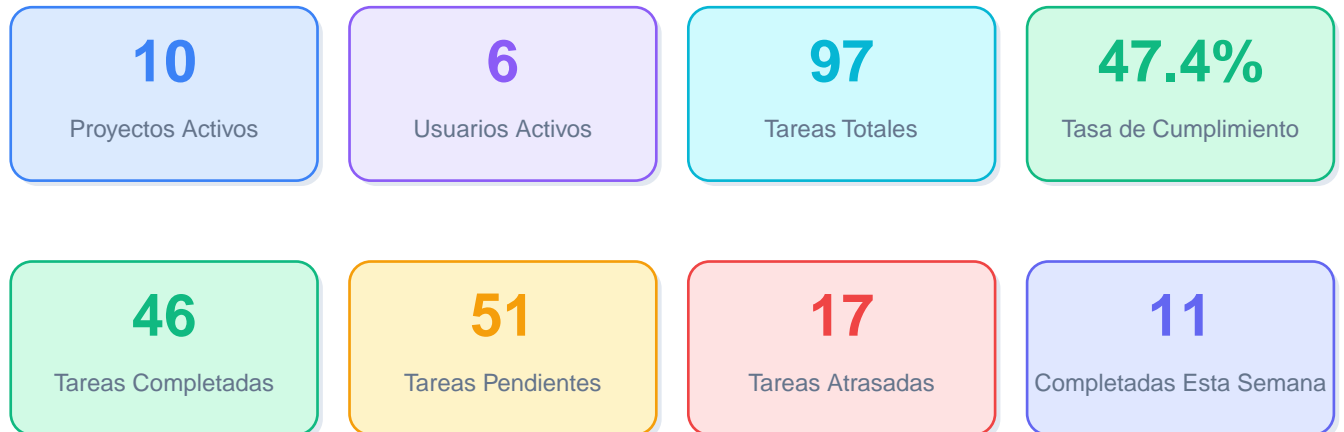 10
Proyectos Activos
6
Usuarios Activos
97
Tareas Totales
47.4%
Tasa de Cumplimiento
46
Tareas Completadas
51
Tareas Pendientes
17
Tareas Atrasadas
11
Completadas Esta Semana